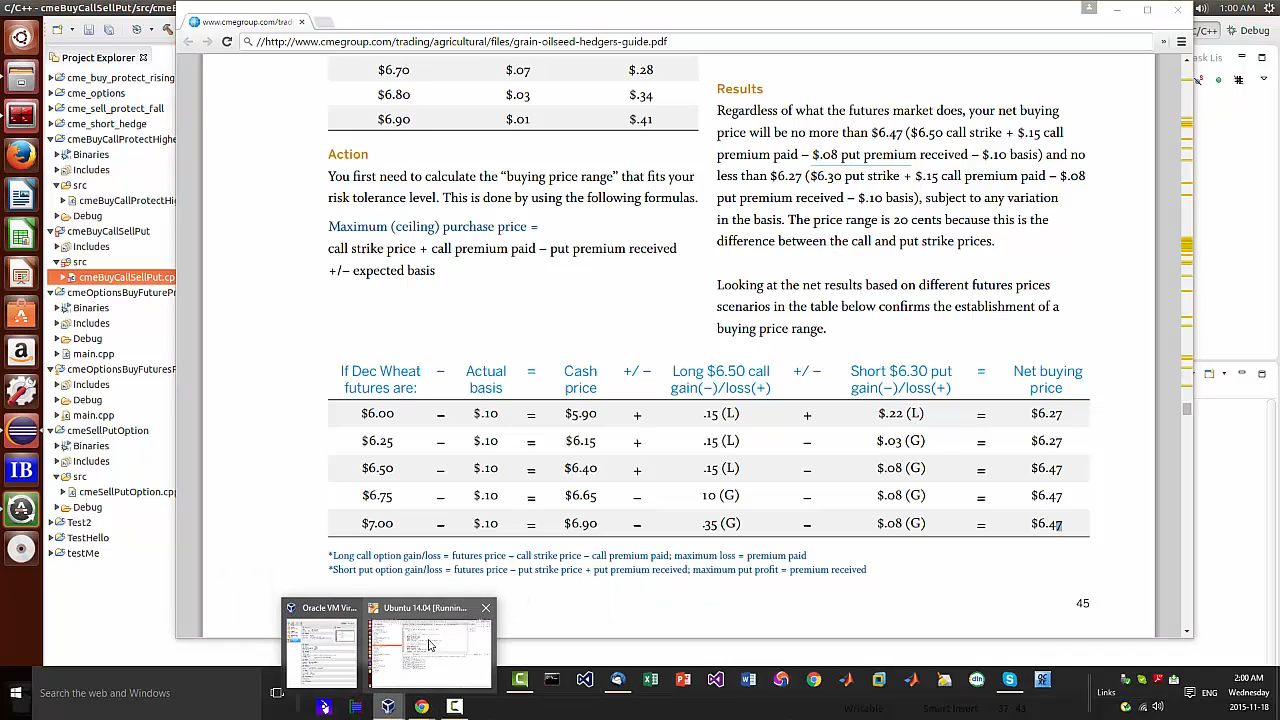 C/C++ - cmeBuyCallSellPut/src/cmeB
1:00 AM
www.cmegroup.com/tradi
C/C++
Debug
//http://www.cmegroup.com/trading/agricultural/files/grain-oilseed-hedgers-guide.pdf
Project Explorer
ask Lis
cme_buy_protect_rising
cme_options
cme_sell_protect_fall
cme_short_hedge
cmeBuyCallProtectHighe
Binaries
Includes
src
cmeBuyCallProtectHi
Debug
cmeBuyCallSellPut
Includes
src
cmeBuyCallSellPut.cp
cmeOptionsBuyFuturePr
Binaries
Includes
Debug
main.cpp
cmeOptionsBuyFuturesF
Includes
Debug
main.cpp
cmeSellPutOption
Binaries
Includes
src
cmeSellPutOption.cpp
Debug
Test2
TestHello
testMe
IB
$6.70 $.07 $.28
$6.80 $.03 $.34
$6.90 $.01 $.41
Action
You first need to calculate the “buying price range” that fits your
risk tolerance level. This is done by using the following formulas.
Maximum (ceiling) purchase price =
call strike price + call premium paid – put premium received
+/– expected basis
Results
Regardless of what the futures market does, your net buying
price will be no more than $6.47 ($6.50 call strike + $.15 call
premium paid – $.08 put premium received – $.10 basis) and no
less than $6.27 ($6.30 put strike + $.15 call premium paid – $.08
put premium received – $.10 basis), subject to any variation
in the basis. The price range is 20 cents because this is the
difference between the call and put strike prices.
Looking at the net results based on different futures prices
scenarios in the table below confirms the establishment of a
buying price range.
If Dec Wheat – Actual = Cash +/– Long $6.50 call +/– Short $6.30 put = Net buying
futures are: basis price gain(–)/loss(+) gain(–)/loss(+) price
$6.00 – $.10 = $5.90 + .15 (L) + $.22 (L) = $6.27
$6.25 – $.10 = $6.15 + .15 (L) – $.03 (G) = $6.27
$6.50 – $.10 = $6.40 + .15 (L) – $.08 (G) = $6.47
$6.75 – $.10 = $6.65 – 10 (G) – $.08 (G) = $6.47
$7.00 – $.10 = $6.90 – .35 (G) – $.08 (G) = $6.47
*Long call option gain/loss = futures price – call strike price – call premium paid; maximum loss = premium paid
*Short put option gain/loss = futures price – put strike price + put premium received; maximum put profit = premium received
45
Oracle VM Vir...
Ubuntu 14.04 [Runnin...
Search the web and Windows
Links
ENG
2:00 AM
Wednesday
2015-11-18
Writable
Smart Insert
37 : 43